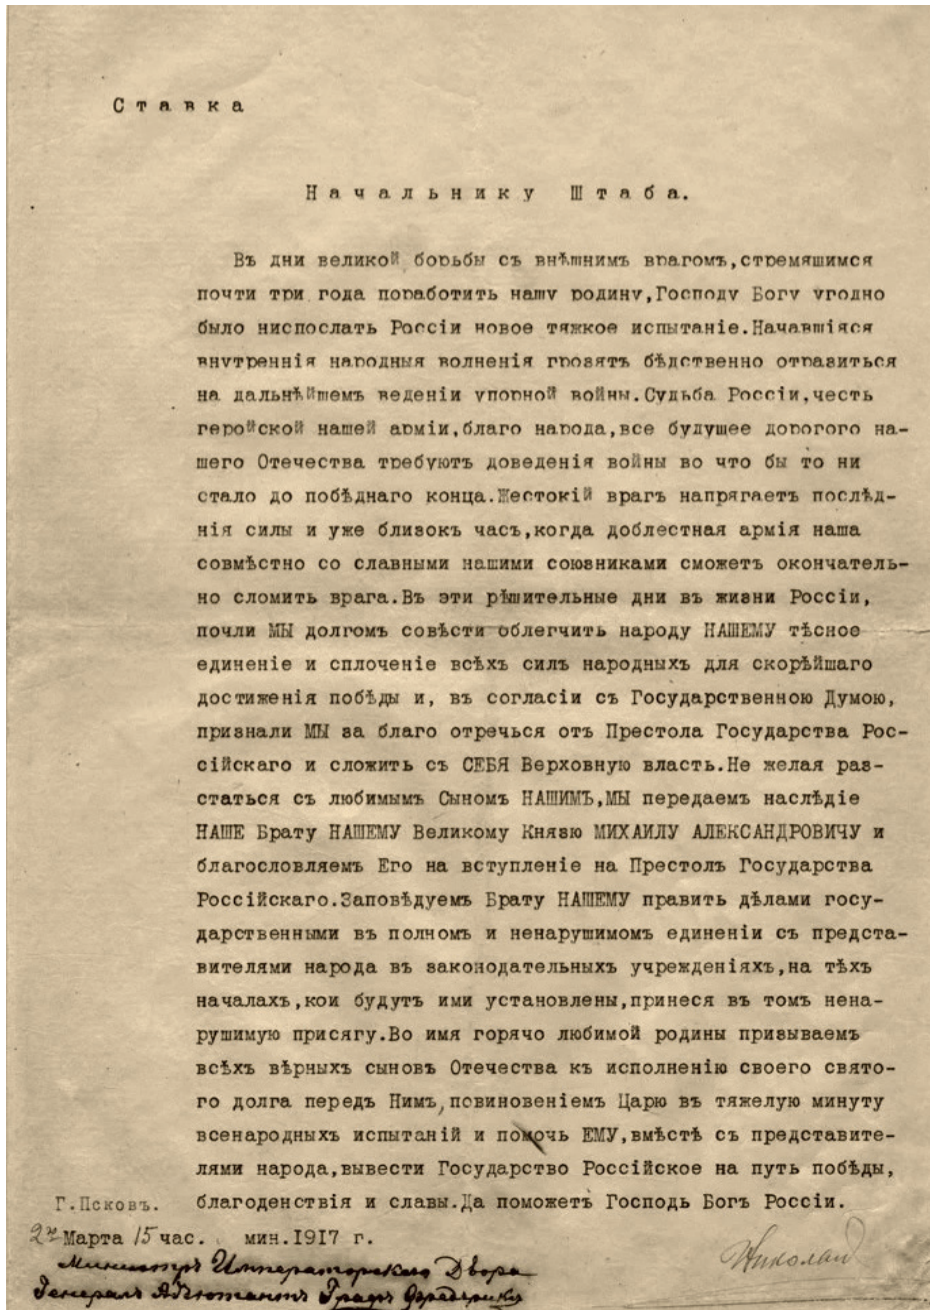 Ставка
Начальнику Штаба.
Въ дни великой борьбы съ внѣшнимъ врагомъ,стремящимся
почти три года поработить нашу родину,Господу Богу угодно
было ниспослать Россіи новое тяжкое испытаніе.Начавшіяся
внутреннія народныя волненія грозятъ бѣдственно отразиться
на дальнѣйшемъ веденіи упорной войны.Судьба Россіи,честь
геройской нашей арміи,благо народа,все будущее дорогого на-
шего Отечества требуютъ доведенія войны во что бы то ни
стало до побѣднаго конца.Жестокій врагъ напрягаетъ послѣд-
нія силы и уже близокъ часъ,когда доблестная армія наша
совмѣстно со славными нашими союзниками сможетъ окончатель-
но сломить врага.Въ эти рѣшительные дни въ жизни Россіи,
почли МЫ долгомъ совѣсти облегчить народу НАШЕМУ тѣсное
единеніе и сплоченіе всѣхъ силъ народныхъ для скорѣйшаго
достиженія побѣды и, въ согласіи съ Государственною Думою,
признали МЫ за благо отречься отъ Престола Государства Рос-
сійскаго и сложить съ СЕБЯ Верховную власть.Не желая раз-
статься съ любимымъ Сыномъ НАШИМЪ,МЫ передаемъ наслѣдіе
НАШЕ Брату НАШЕМУ Великому Князю МИХАИЛУ АЛЕКСАНДРОВИЧУ и
благословляемъ Его на вступленіе на Престолъ Государства
Россійскаго.Заповѣдуемъ Брату НАШЕМУ править дѣлами госу-
дарственными въ полномъ и ненарушимомъ единеніи съ предста-
вителями народа въ законодательныхъ учрежденіяхъ,на тѣхъ
началахъ,кои будутъ ими установлены,принеся въ томъ нена-
рушимую присягу.Во имя горячо любимой родины призываемъ
всѣхъ вѣрныхъ сыновъ Отечества къ исполненію своего свято-
го долга передъ Нимъ,повиновеніемъ Царю въ тяжелую минуту
всенародныхъ испытаній и помочь ЕМУ,вмѣстѣ съ представите-
лями народа,вывести Государство Россійское на путь побѣды,
благоденствія и славы.Да поможетъ Господь Богъ Россіи.
Г.Псковъ.
2го Марта 15 час. мин.1917 г.
Николай
Министръ Императорскаго Двора
Генералъ Адъютантъ Графъ Фредериксъ